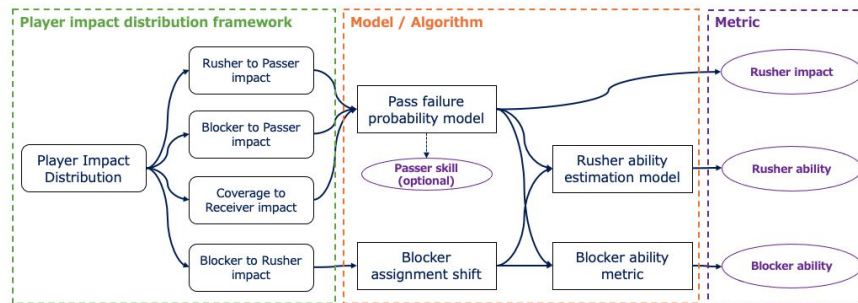 Player impact distribution framework
Model / Algorithm
Metric
Rusher to Passer
impact
Blocker to Passer
impact
Player Impact
Distribution
Coverage to
Receiver impact
Blocker to Rusher
impact
Pass failure
probability model
Passer skill
(optional)
Blocker
assignment shift
Rusher ability
estimation model
Blocker ability
metric
Rusher impact
Rusher ability
Blocker ability